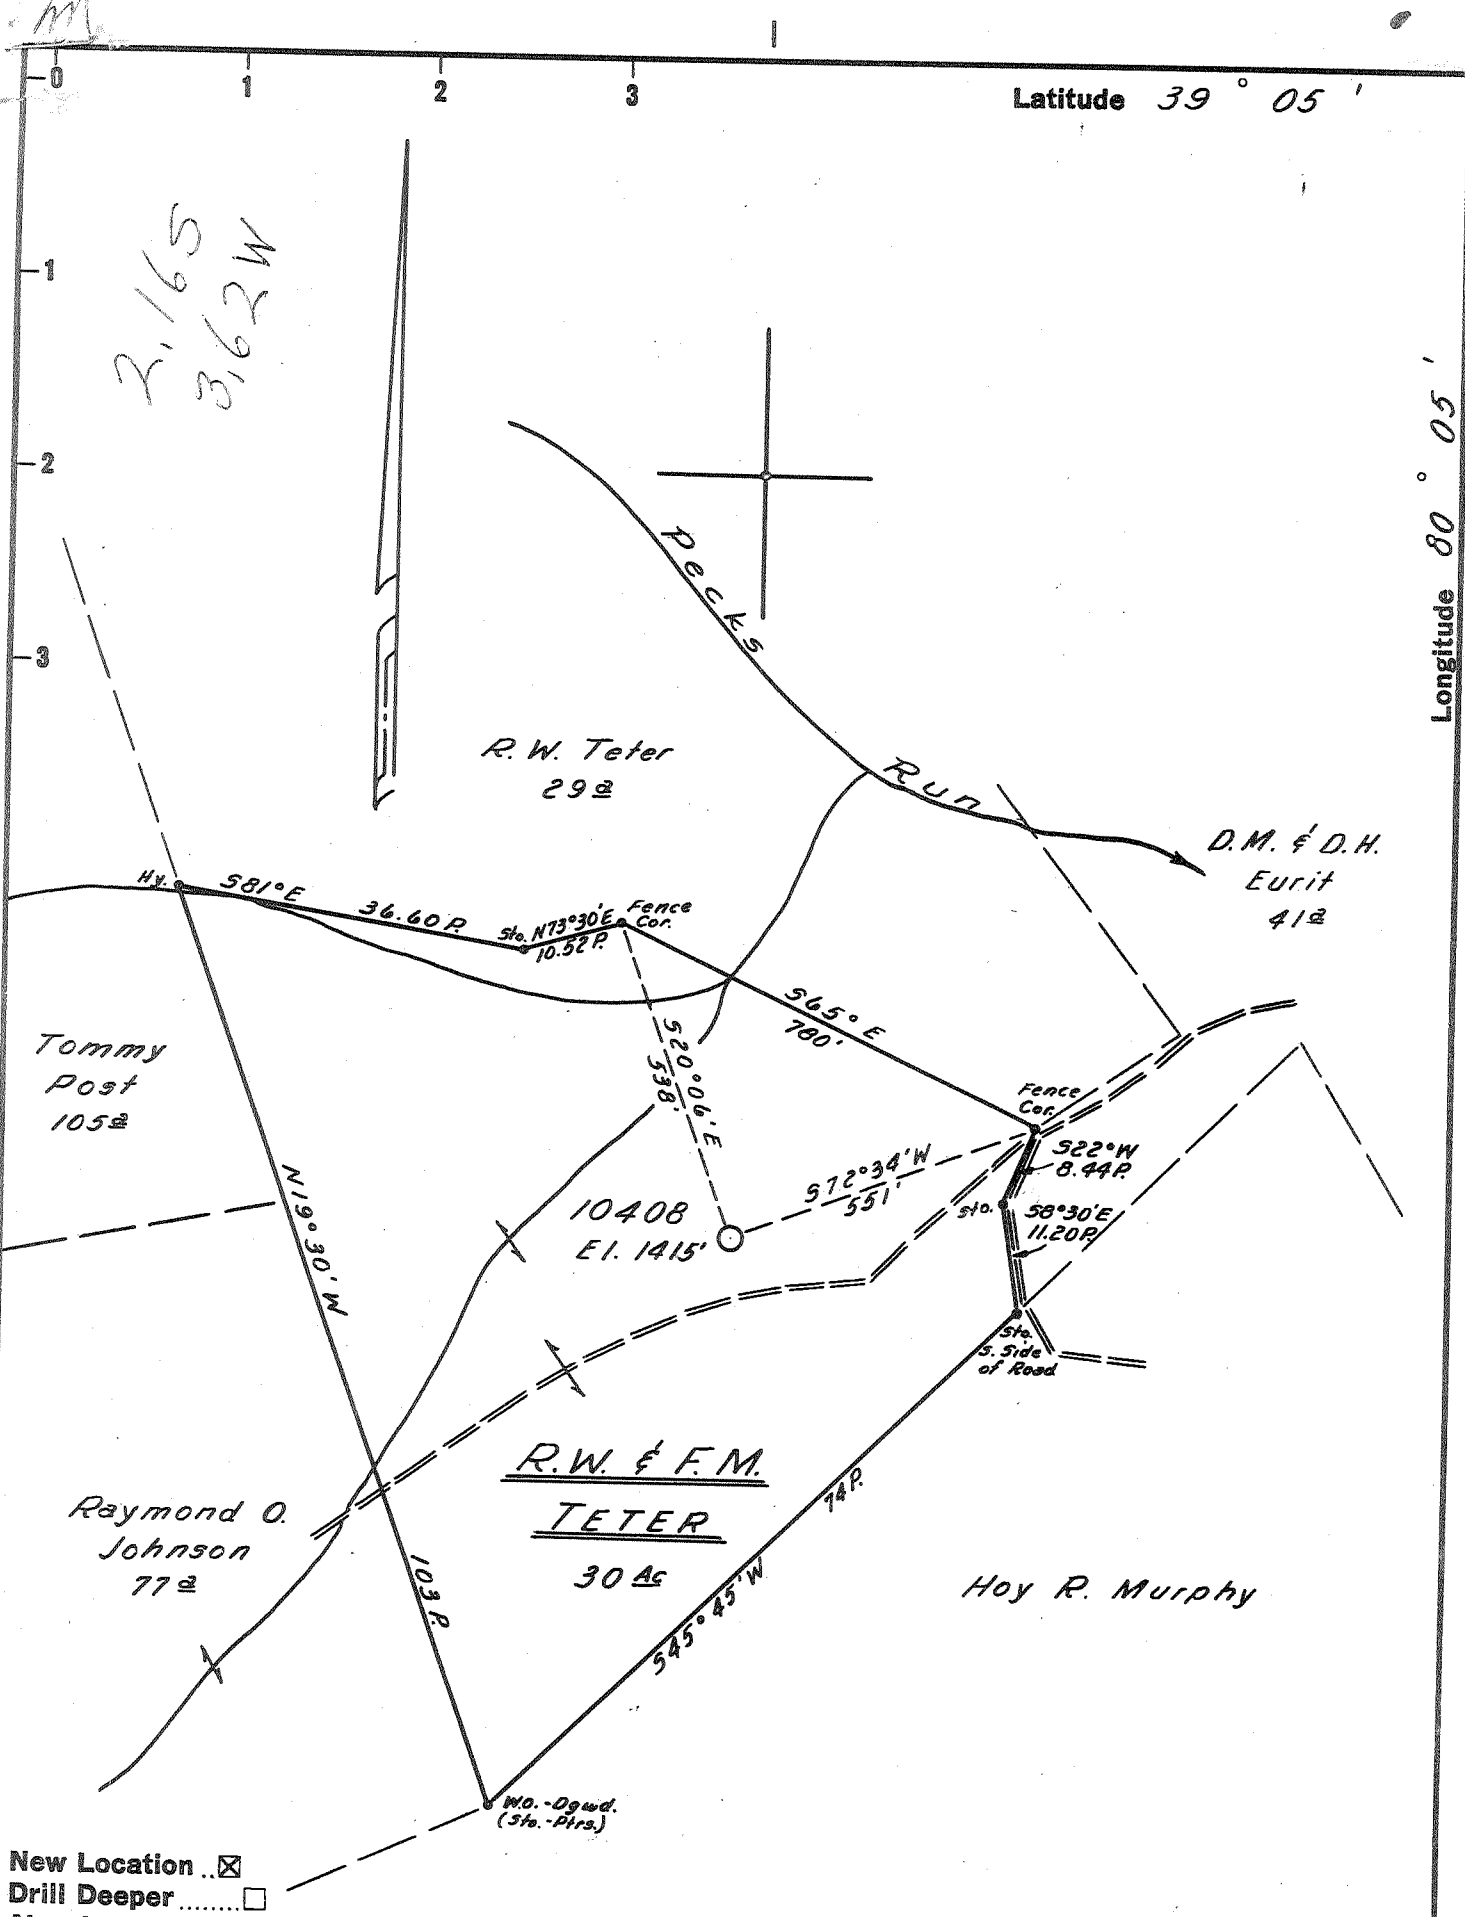 m
0
1
2
3
Latitude 39° 05'
1
2
3
2,165
3,62 W
Longitude 80° 05'
Pecks Run
R.W. Teter
29 a
D.M. & D.H.
Eurit
41 a
Hy.
S81°E
36.60 P.
Sto.
N73°30'E
10.52 P.
Fence
Cor.
S65°E
780'
Tommy
Post
105 a
S20°06'E
538'
Fence
Cor.
S22°W
8.44 P.
S72°34'W
551'
Sto.
S8°30'E
11.20 P.
10408
El. 1415'
N19°30'W
103 P.
Sto.
S. Side
of Road
R.W. & F.M.
TETER
30 Ac
74 P.
S45°45'W
Raymond O.
Johnson
77 a
Hoy R. Murphy
W.O.-Dgwd.
(Sto.-Ptrs.)
New Location ..☒
Drill Deeper ........☐